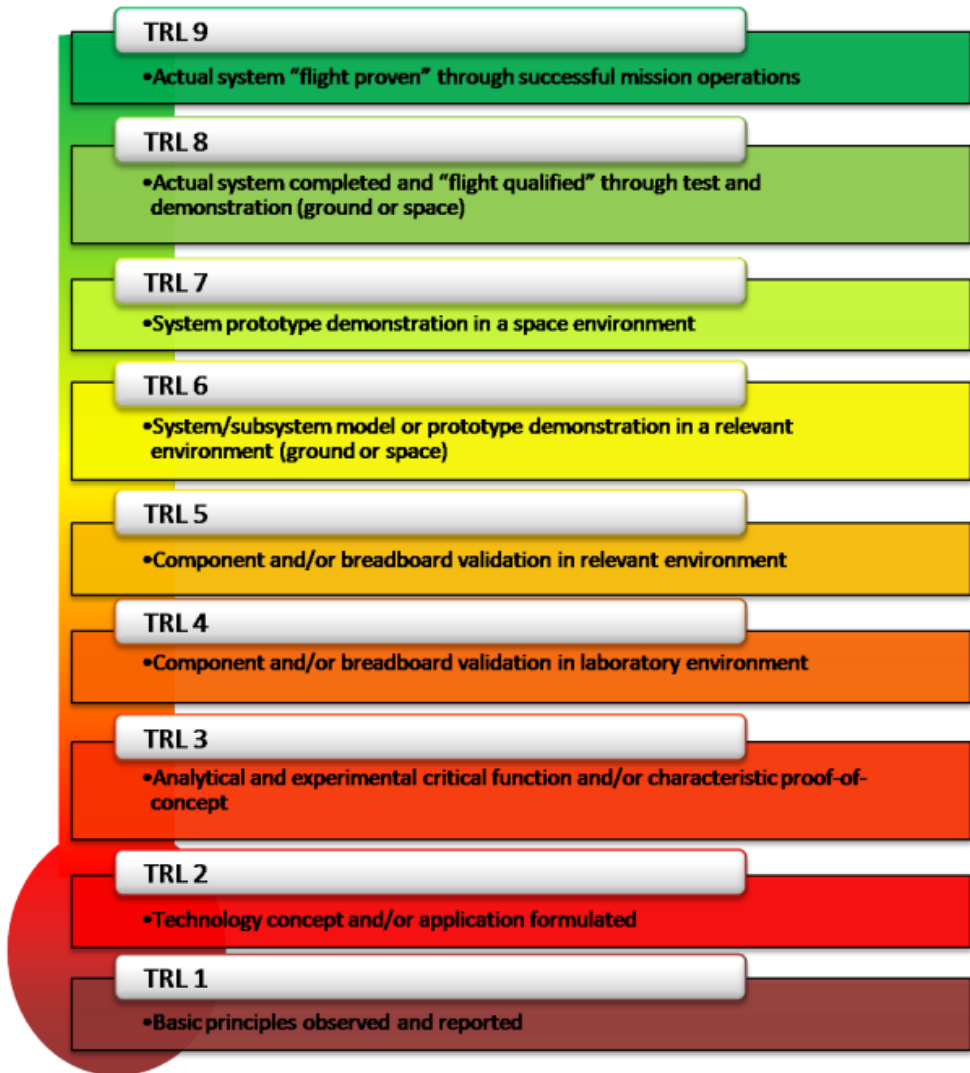 TRL 9
•Actual system “flight proven” through successful mission operations
TRL 8
•Actual system completed and “flight qualified” through test and
demonstration (ground or space)
TRL 7
•System prototype demonstration in a space environment
TRL 6
•System/subsystem model or prototype demonstration in a relevant
environment (ground or space)
TRL 5
•Component and/or breadboard validation in relevant environment
TRL 4
•Component and/or breadboard validation in laboratory environment
TRL 3
•Analytical and experimental critical function and/or characteristic proof-of-
concept
TRL 2
•Technology concept and/or application formulated
TRL 1
•Basic principles observed and reported